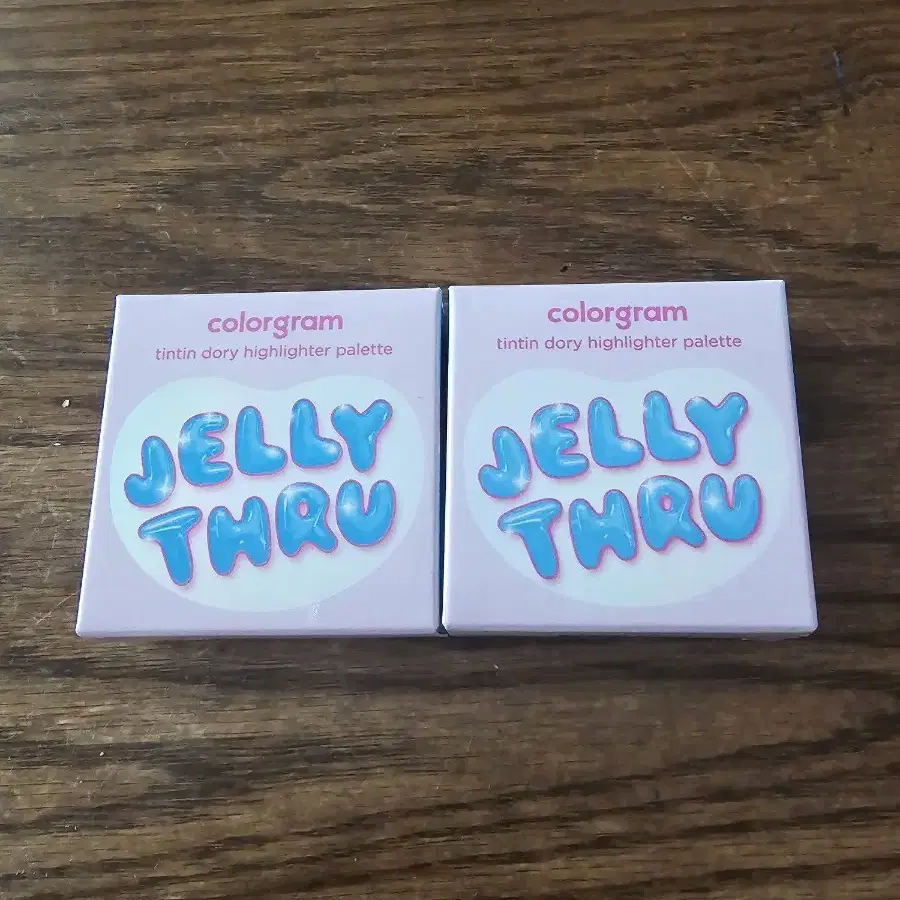 colorgram
tintin dory highlighter palette
JELLY
THRU
colorgram
tintin dory highlighter palette
JELLY
THRU